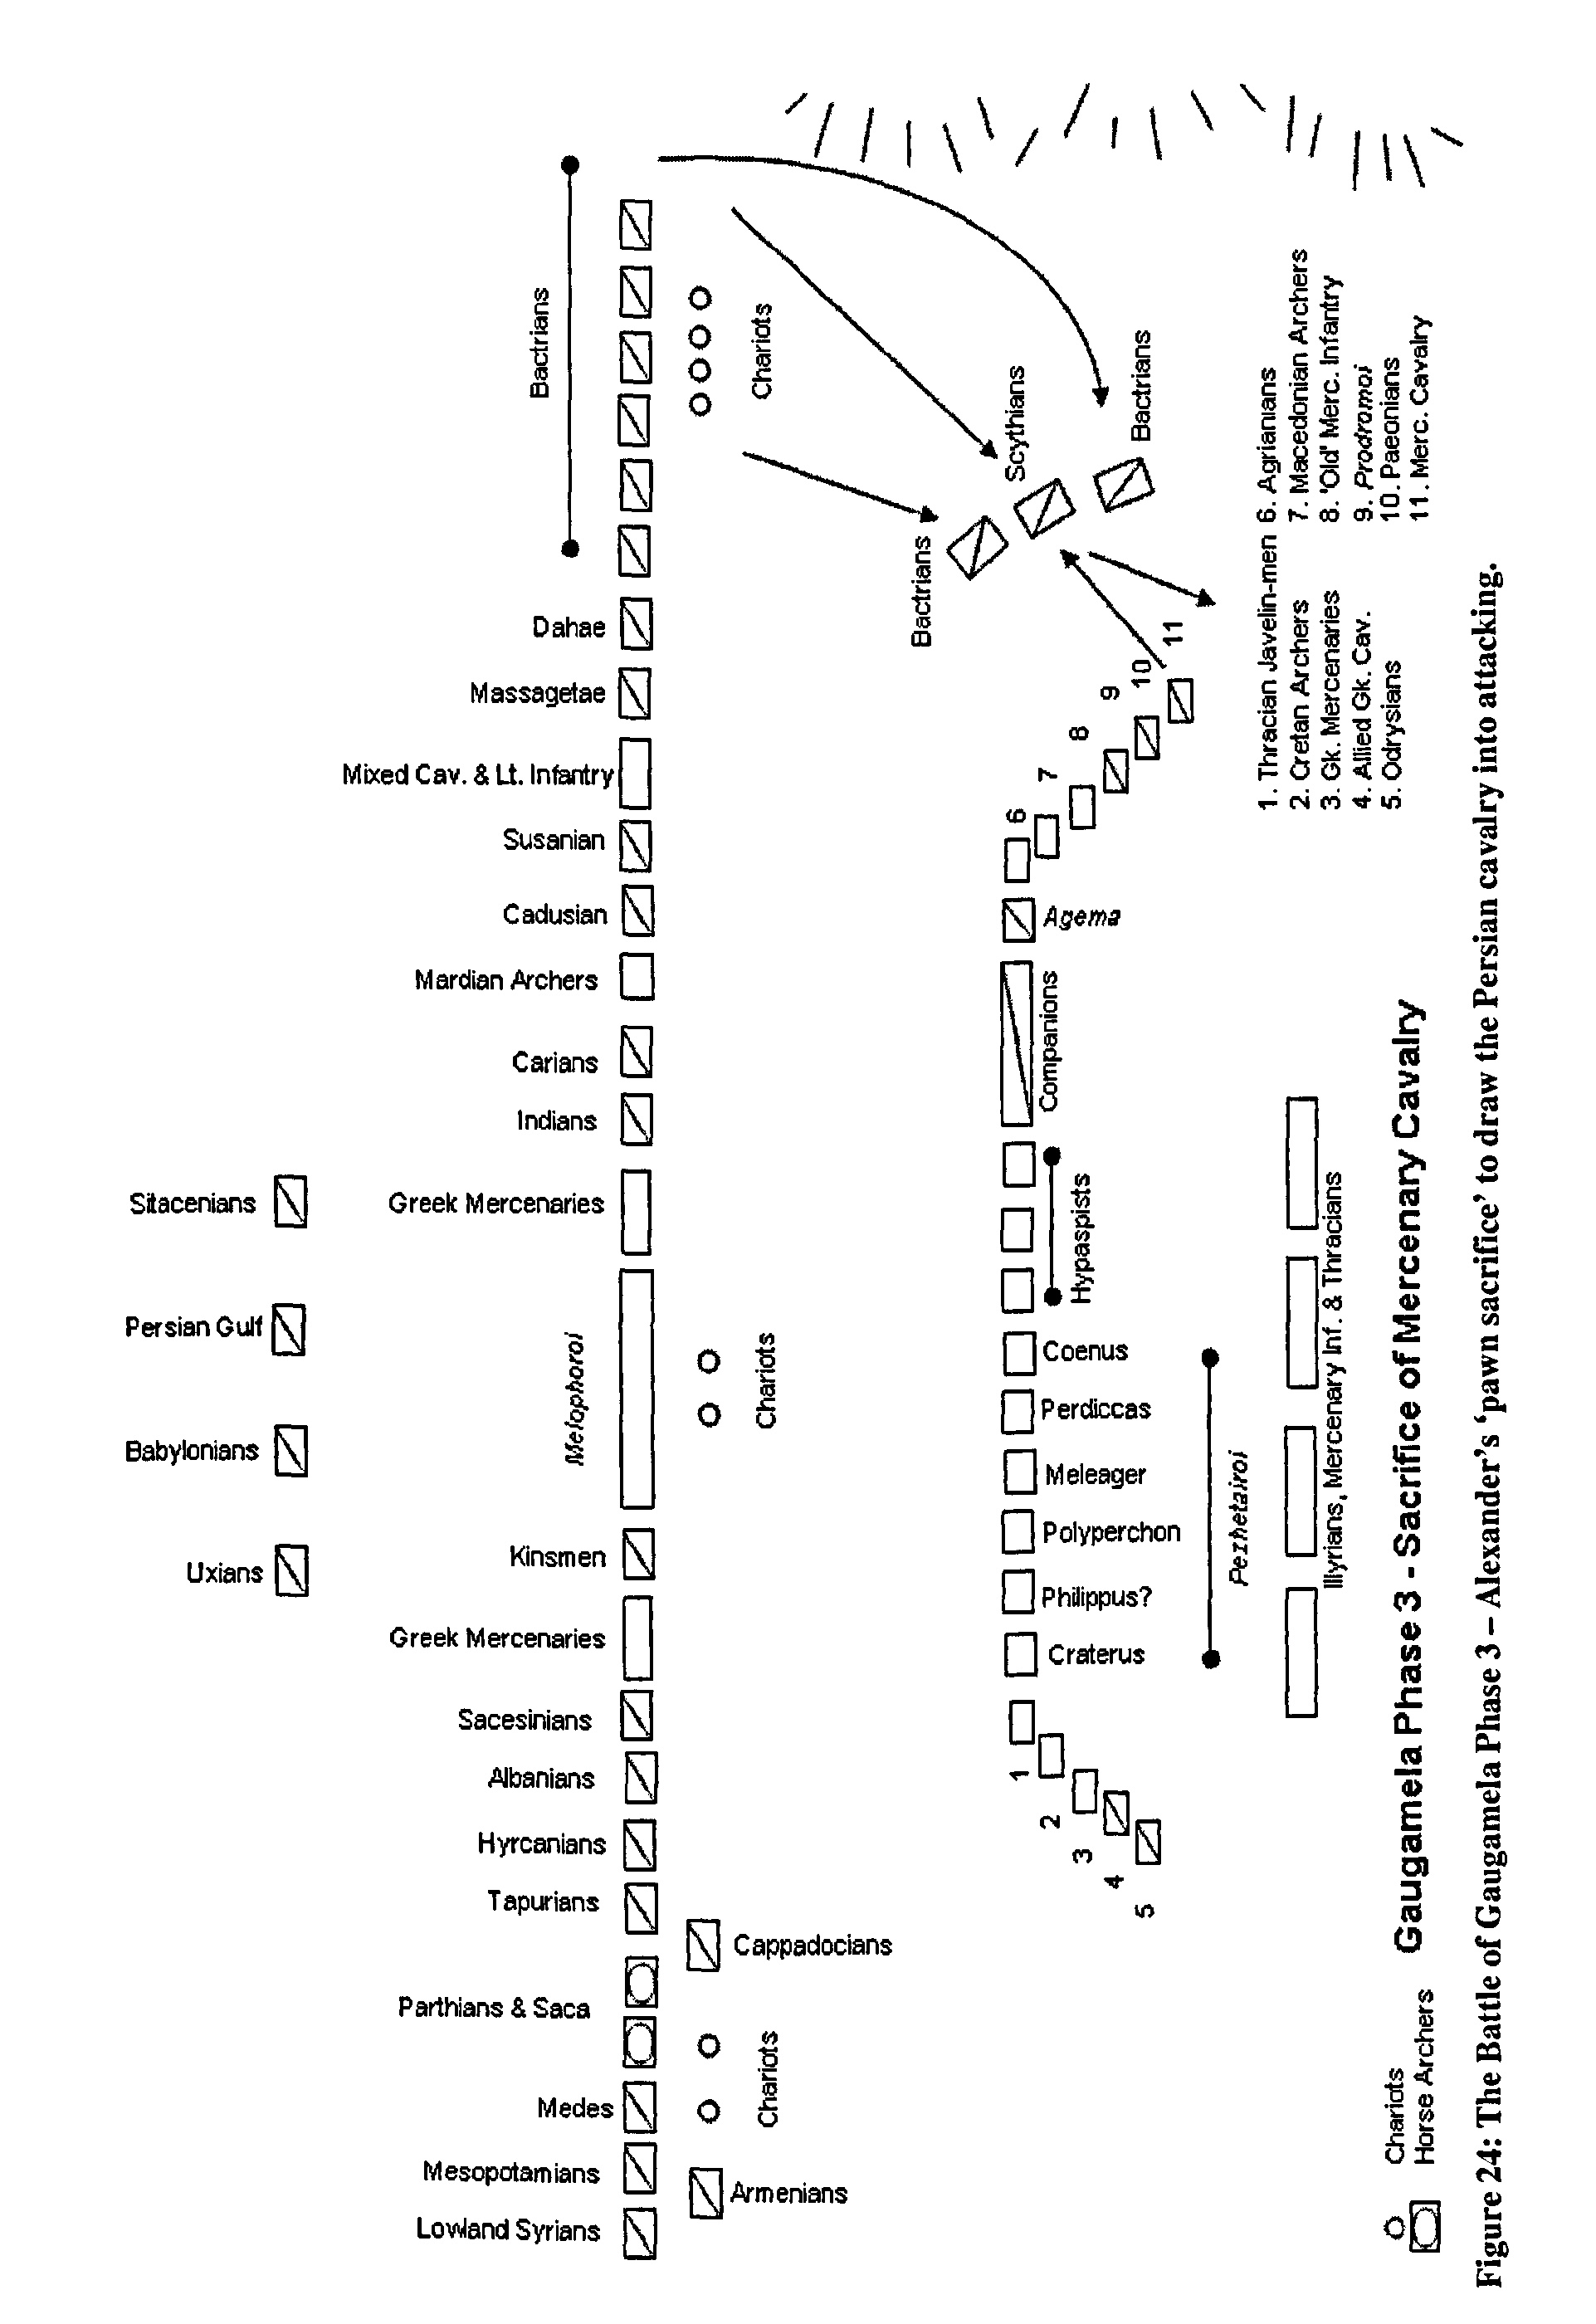 Bactrians
Chariots
Scythians
Bactrians
Bactrians
Dahae
Massagetae
Mixed Cav. & Lt. Infantry
Susanian
Cadusian
Mardian Archers
Carians
Indians
Greek Mercenaries
Melophoroi
Chariots
Kinsmen
Greek Mercenaries
Sacesinians
Albanians
Hyrcanians
Tapurians
Parthians & Saca
Medes
Mesopotamians
Lowland Syrians
Sitacenians
Persian Gulf
Babylonians
Uxians
Cappadocians
Chariots
Armenians
11
10
9
8
7
6
Agema
Companions
Hypaspists
Coenus
Perdiccas
Meleager
Polyperchon
Philippus?
Craterus
Pezhetairoi
1
2
3
4
5
Illyrians, Mercenary Inf. & Thracians
1. Thracian Javelin-men
2. Cretan Archers
3. Gk. Mercenaries
4. Allied Gk. Cav.
5. Odrysians
6. Agrianians
7. Macedonian Archers
8. 'Old' Merc. Infantry
9. Prodromoi
10. Paeonians
11. Merc. Cavalry
Chariots
Horse Archers
Gaugamela Phase 3 - Sacrifice of Mercenary Cavalry
Figure 24: The Battle of Gaugamela Phase 3 – Alexander's 'pawn sacrifice' to draw the Persian cavalry into attacking.